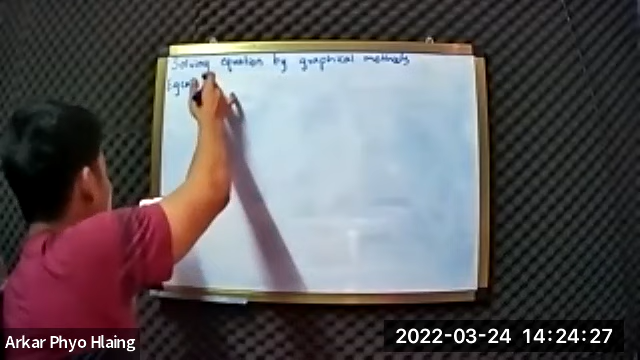 Solving equation by graphical methods
Arkar Phyo Hlaing
2022-03-24 14:24:27